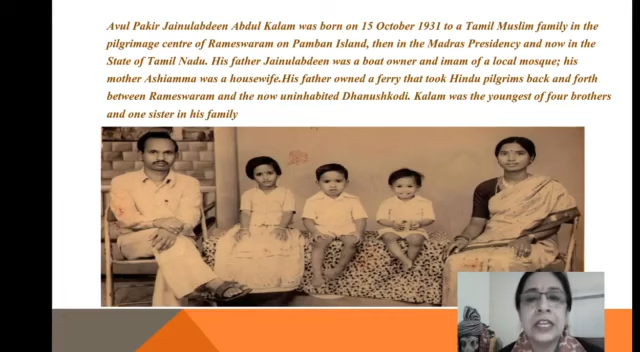 Avul Pakir Jainulabdeen Abdul Kalam was born on 15 October 1931 to a Tamil Muslim family in the
pilgrimage centre of Rameswaram on Pamban Island, then in the Madras Presidency and now in the
State of Tamil Nadu. His father Jainulabdeen was a boat owner and imam of a local mosque; his
mother Ashiamma was a housewife.His father owned a ferry that took Hindu pilgrims back and forth
between Rameswaram and the now uninhabited Dhanushkodi. Kalam was the youngest of four brothers
and one sister in his family